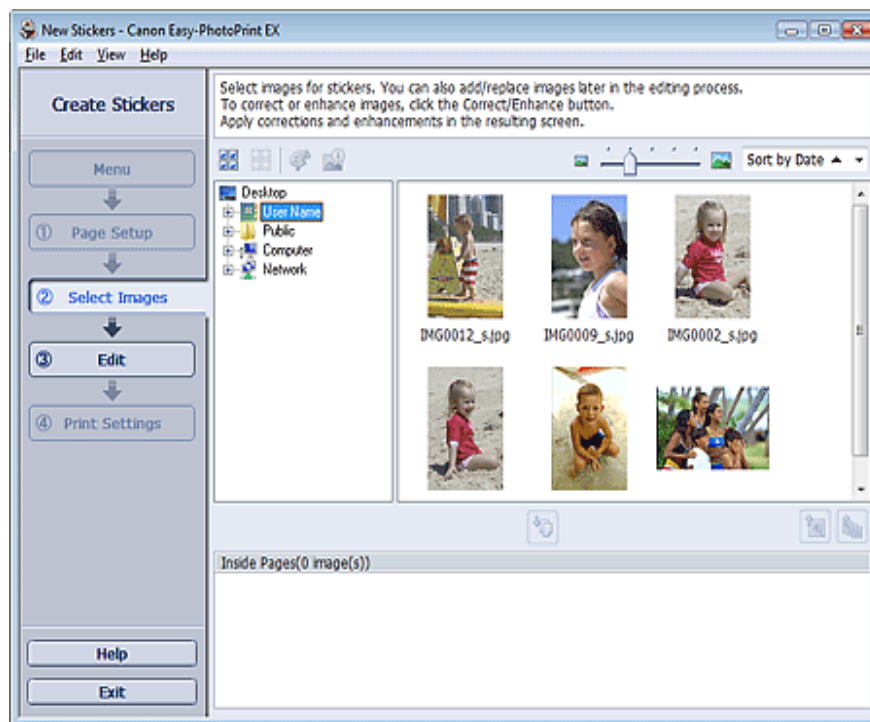 New Stickers - Canon Easy-PhotoPrint EX
File Edit View Help
Create Stickers
Menu
① Page Setup
② Select Images
③ Edit
④ Print Settings
Help
Exit
Select images for stickers. You can also add/replace images later in the editing process.
To correct or enhance images, click the Correct/Enhance button.
Apply corrections and enhancements in the resulting screen.
Sort by Date
Desktop
User Name
Public
Computer
Network
IMG0012_s.jpg IMG0009_s.jpg IMG0002_s.jpg
Inside Pages(0 image(s))